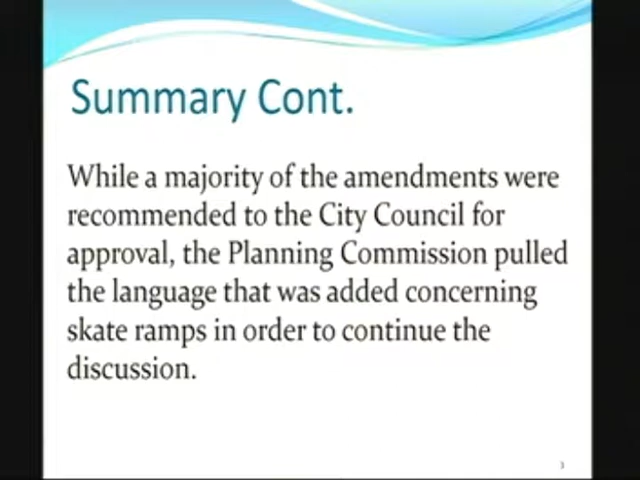 Summary Cont.
While a majority of the amendments were
recommended to the City Council for
approval, the Planning Commission pulled
the language that was added concerning
skate ramps in order to continue the
discussion.
3